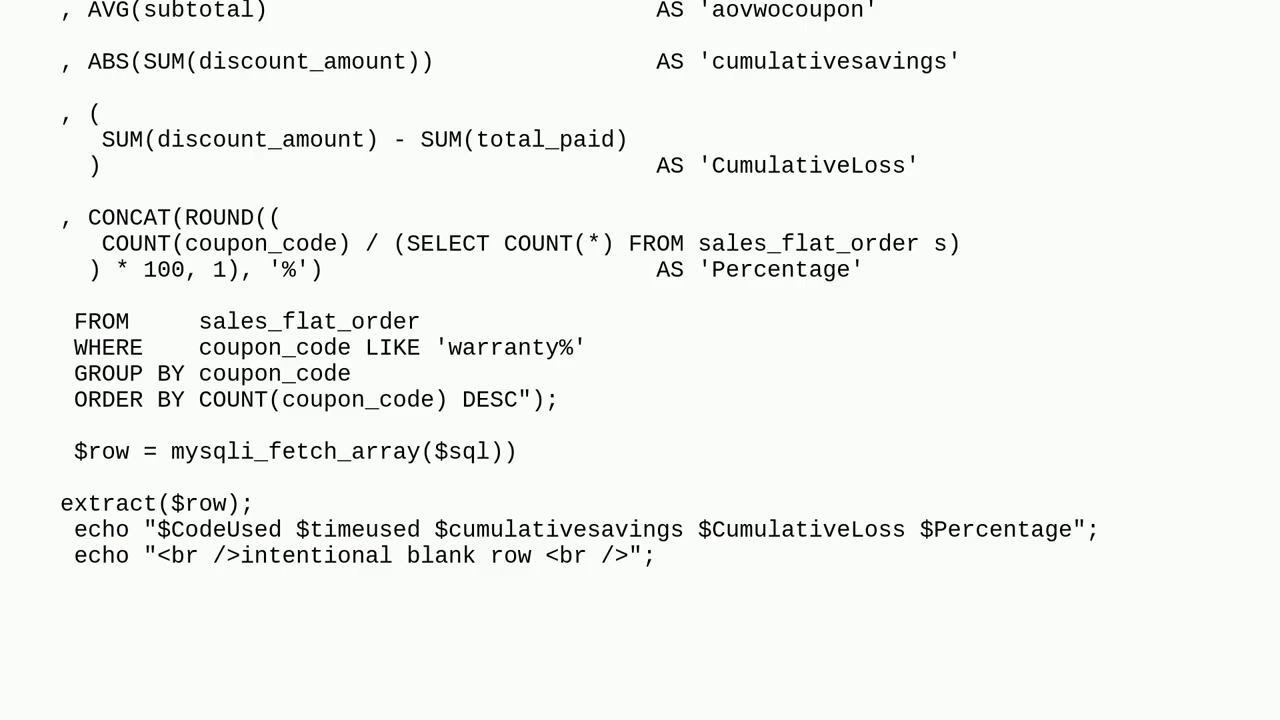 , AVG(subtotal) AS 'aovwocoupon'
, ABS(SUM(discount_amount)) AS 'cumulativesavings'
, (
SUM(discount_amount) - SUM(total_paid)
) AS 'CumulativeLoss'
, CONCAT(ROUND((
COUNT(coupon_code) / (SELECT COUNT(*) FROM sales_flat_order s)
) * 100, 1), '%') AS 'Percentage'
FROM sales_flat_order
WHERE coupon_code LIKE 'warranty%'
GROUP BY coupon_code
ORDER BY COUNT(coupon_code) DESC");
$row = mysqli_fetch_array($sql))
extract($row);
echo "$CodeUsed $timeused $cumulativesavings $CumulativeLoss $Percentage";
echo "<br />intentional blank row <br />";